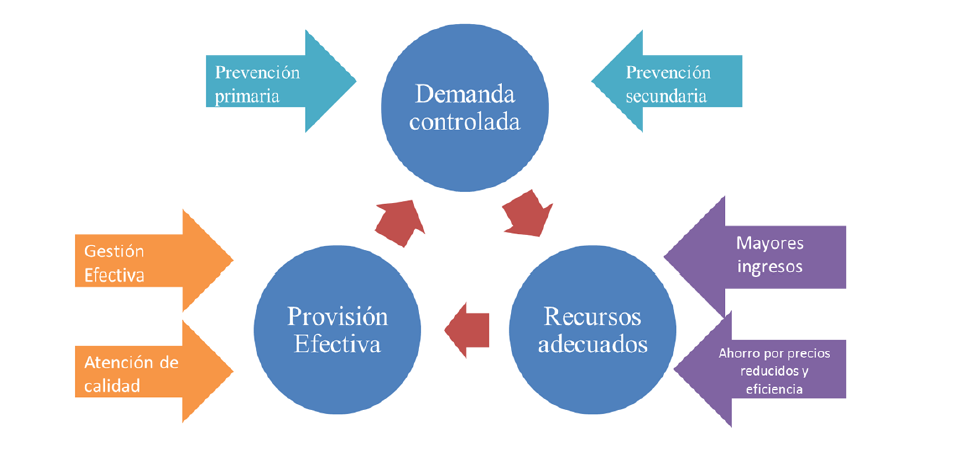 Prevención
primaria
Demanda
controlada
Prevención
secundaria
Gestión
Efectiva
Mayores
ingresos
Provisión
Efectiva
Recursos
adecuados
Atención de
calidad
Ahorro por precios
reducidos y
eficiencia